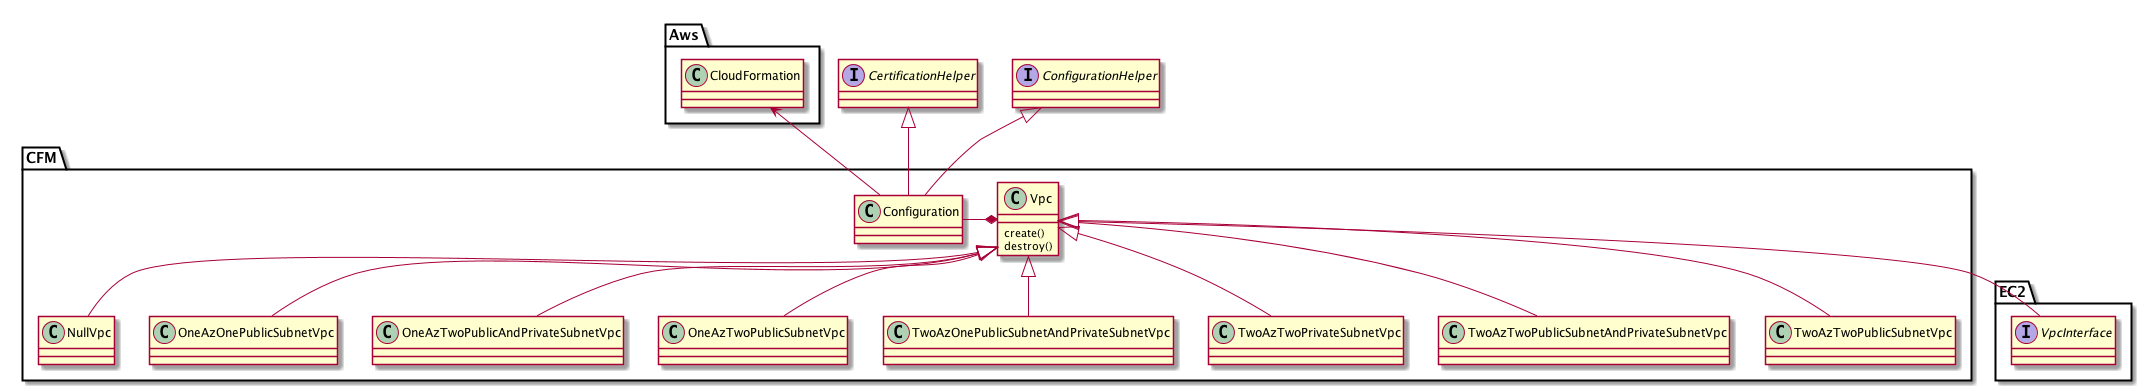 Aws
C CloudFormation
I CertificationHelper
I ConfigurationHelper
CFM
C Configuration
C Vpc
create()
destroy()
EC2
C NullVpc
C OneAzOnePublicSubnetVpc
C OneAzTwoPublicAndPrivateSubnetVpc
C OneAzTwoPublicSubnetVpc
C TwoAzOnePublicSubnetAndPrivateSubnetVpc
C TwoAzTwoPrivateSubnetVpc
C TwoAzTwoPublicSubnetAndPrivateSubnetVpc
C TwoAzTwoPublicSubnetVpc
I VpcInterface